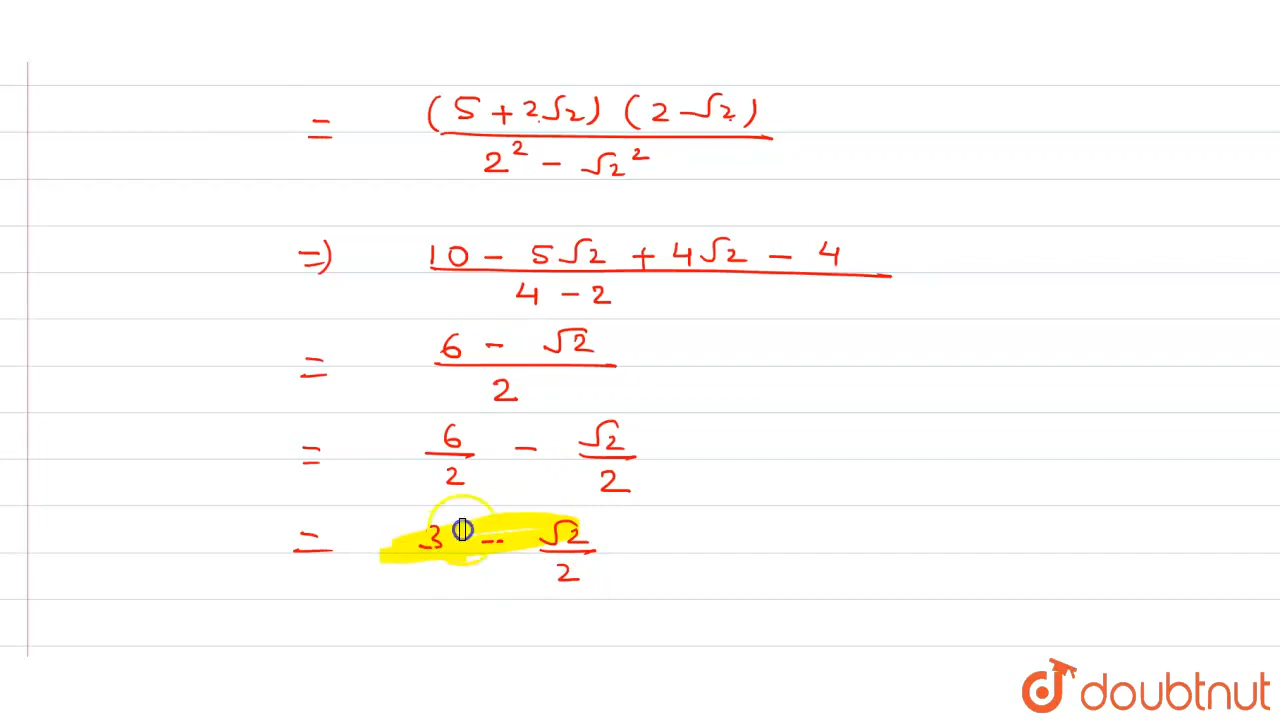 = (5 + 2√2) (2 - √2)
2² - √2²
=) 10 - 5√2 + 4√2 - 4
4 - 2
= 6 - √2
2
= 6/2 - √2/2
= 3 - √2/2
doubtnut